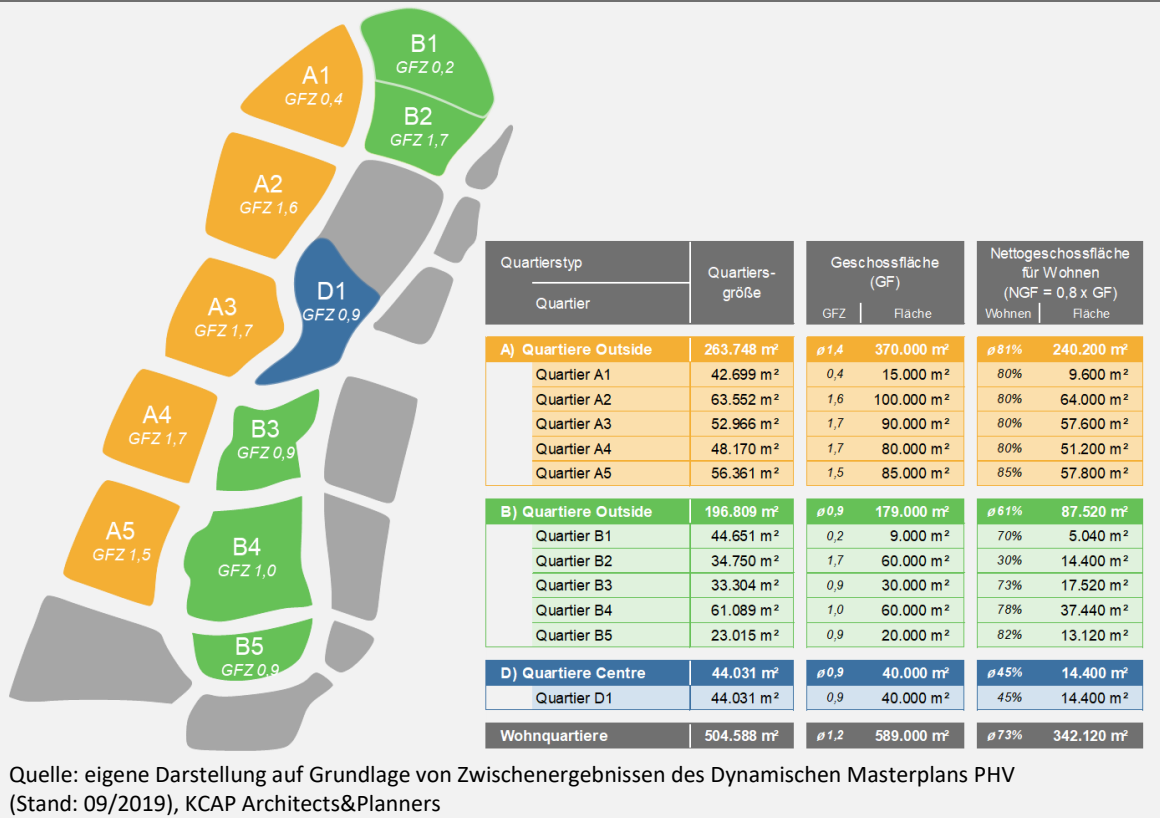 A1
GFZ 0,4
B1
GFZ 0,2
B2
GFZ 1,7
A2
GFZ 1,6
D1
GFZ 0,9
A3
GFZ 1,7
A4
GFZ 1,7
B3
GFZ 0,9
A5
GFZ 1,5
B4
GFZ 1,0
B5
GFZ 0,9
Quartierstyp
Quartier
Quartiers-
größe
Geschossfläche
(GF)
GFZ Fläche
Nettogeschossfläche
für Wohnen
(NGF = 0,8 x GF)
Wohnen Fläche
A) Quartiere Outside 263.748 m² ø1,4 370.000 m² ø81% 240.200 m²
Quartier A1 42.699 m² 0,4 15.000 m² 80% 9.600 m²
Quartier A2 63.552 m² 1,6 100.000 m² 80% 64.000 m²
Quartier A3 52.966 m² 1,7 90.000 m² 80% 57.600 m²
Quartier A4 48.170 m² 1,7 80.000 m² 80% 51.200 m²
Quartier A5 56.361 m² 1,5 85.000 m² 85% 57.800 m²
B) Quartiere Outside 196.809 m² ø0,9 179.000 m² ø61% 87.520 m²
Quartier B1 44.651 m² 0,2 9.000 m² 70% 5.040 m²
Quartier B2 34.750 m² 1,7 60.000 m² 30% 14.400 m²
Quartier B3 33.304 m² 0,9 30.000 m² 73% 17.520 m²
Quartier B4 61.089 m² 1,0 60.000 m² 78% 37.440 m²
Quartier B5 23.015 m² 0,9 20.000 m² 82% 13.120 m²
D) Quartiere Centre 44.031 m² ø0,9 40.000 m² ø45% 14.400 m²
Quartier D1 44.031 m² 0,9 40.000 m² 45% 14.400 m²
Wohnquartiere 504.588 m² ø1,2 589.000 m² ø73% 342.120 m²
Quelle: eigene Darstellung auf Grundlage von Zwischenergebnissen des Dynamischen Masterplans PHV
(Stand: 09/2019), KCAP Architects&Planners